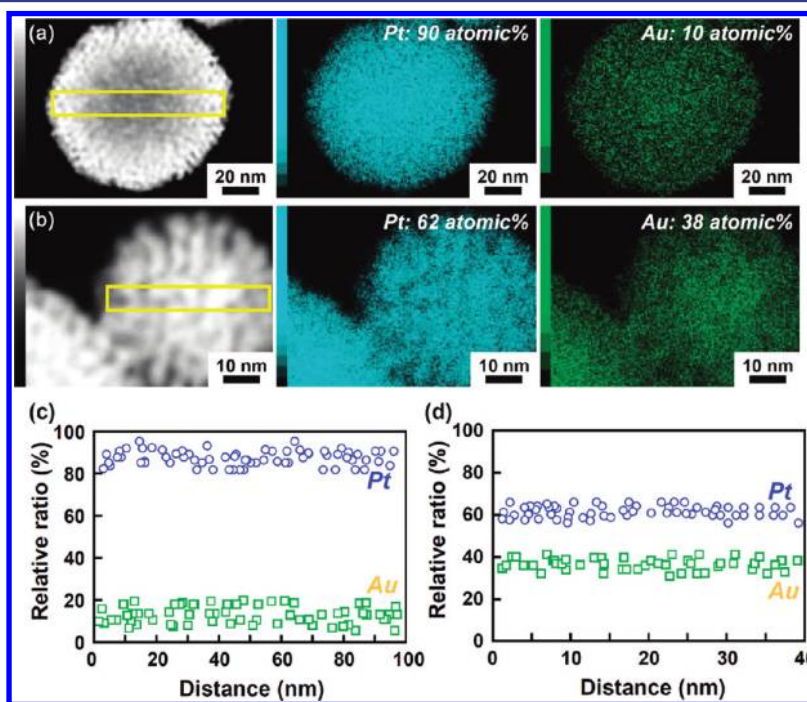 (a)
Pt: 90 atomic%
Au: 10 atomic%
20 nm
20 nm
20 nm
(b)
Pt: 62 atomic%
Au: 38 atomic%
10 nm
10 nm
10 nm
(c)
100
80
60
40
20
0
Relative ratio (%)
Pt
Au
0 20 40 60 80 100
Distance (nm)
(d)
100
80
60
40
20
0
Relative ratio (%)
Pt
Au
0 10 20 30 40
Distance (nm)